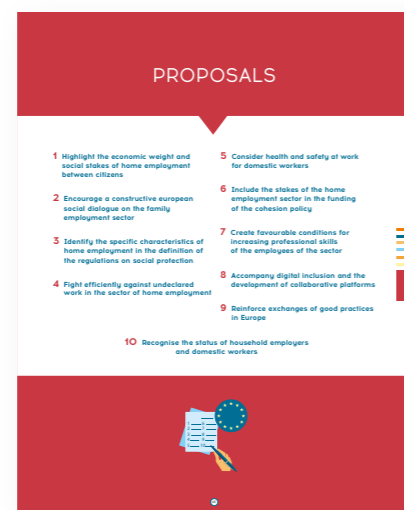 PROPOSALS
1 Highlight the economic weight and
social stakes of home employment
between citizens
2 Encourage a constructive european
social dialogue on the family
employment sector
3 Identify the specific characteristics of
home employment in the definition of
the regulations on social protection
4 Fight efficiently against undeclared
work in the sector of home employment
5 Consider health and safety at work
for domestic workers
6 Include the stakes of the home
employment sector in the funding
of the cohesion policy
7 Create favourable conditions for
increasing professional skills
of the employees of the sector
8 Accompany digital inclusion and the
development of collaborative platforms
9 Reinforce exchanges of good practices
in Europe
10 Recognise the status of household employers
and domestic workers